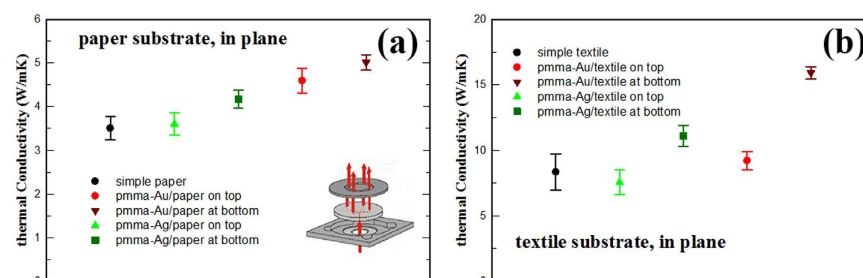 6
5
4
3
2
1
thermal Conductivity (W/mK)
paper substrate, in plane
(a)
simple paper
pmma-Au/paper on top
pmma-Au/paper at bottom
pmma-Ag/paper on top
pmma-Ag/paper at bottom
20
15
10
5
thermal Conductivity (W/mK)
(b)
simple textile
pmma-Au/textile on top
pmma-Au/textile at bottom
pmma-Ag/textile on top
pmma-Ag/textile at bottom
textile substrate, in plane